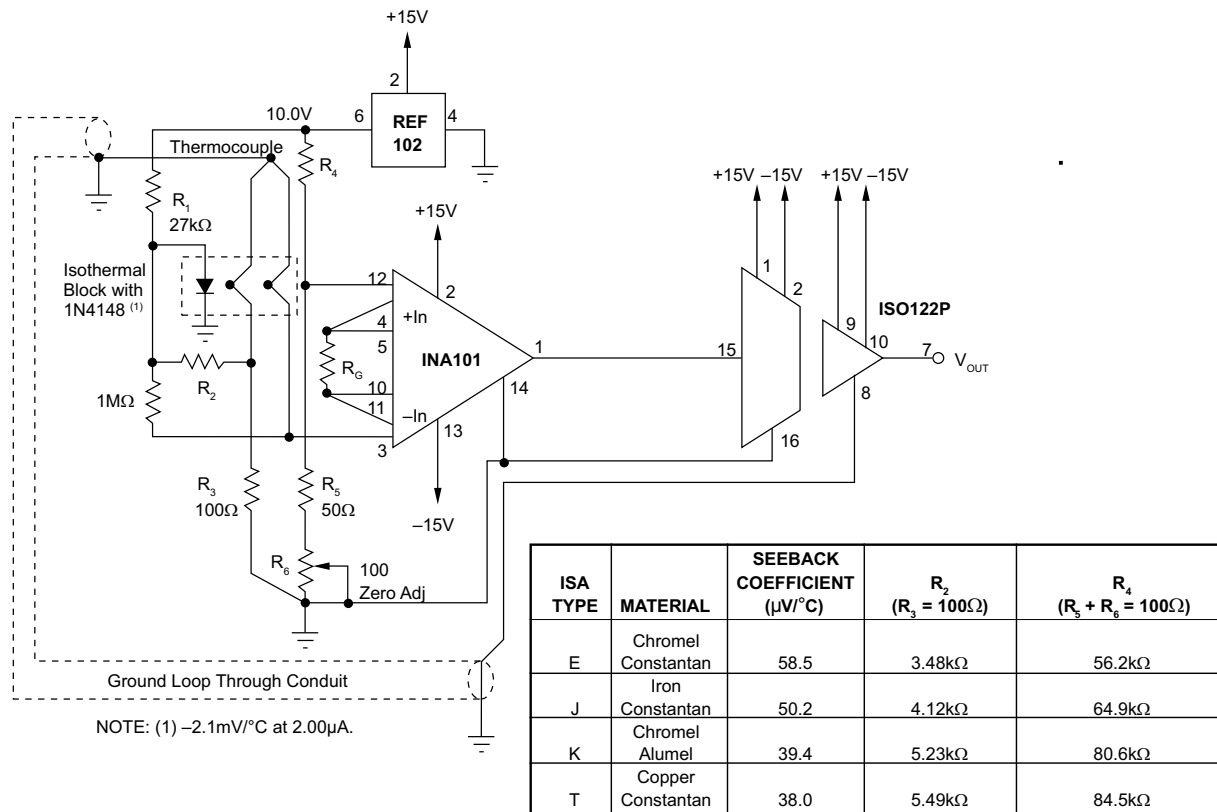 +15V
2
10.0V
6
REF
102
4
Thermocouple
R4
+15V –15V
+15V –15V
R1
27kΩ
+15V
Isothermal
Block with
1N4148 (1)
12
2
1
2
ISO122P
+In
4
5
9
10
RG
INA101
1
15
7
VOUT
R2
10
14
8
1MΩ
11
–In
3
13
16
R3
100Ω
R5
50Ω
–15V
R6
100
Zero Adj
Ground Loop Through Conduit
NOTE: (1) –2.1mV/°C at 2.00µA.
ISA
TYPE
MATERIAL
SEEBACK
COEFFICIENT
(µV/°C)
R2
(R3 = 100Ω)
R4
(R5 + R6 = 100Ω)
E
Chromel
Constantan
58.5
3.48kΩ
56.2kΩ
J
Iron
Constantan
50.2
4.12kΩ
64.9kΩ
K
Chromel
Alumel
39.4
5.23kΩ
80.6kΩ
T
Copper
Constantan
38.0
5.49kΩ
84.5kΩ